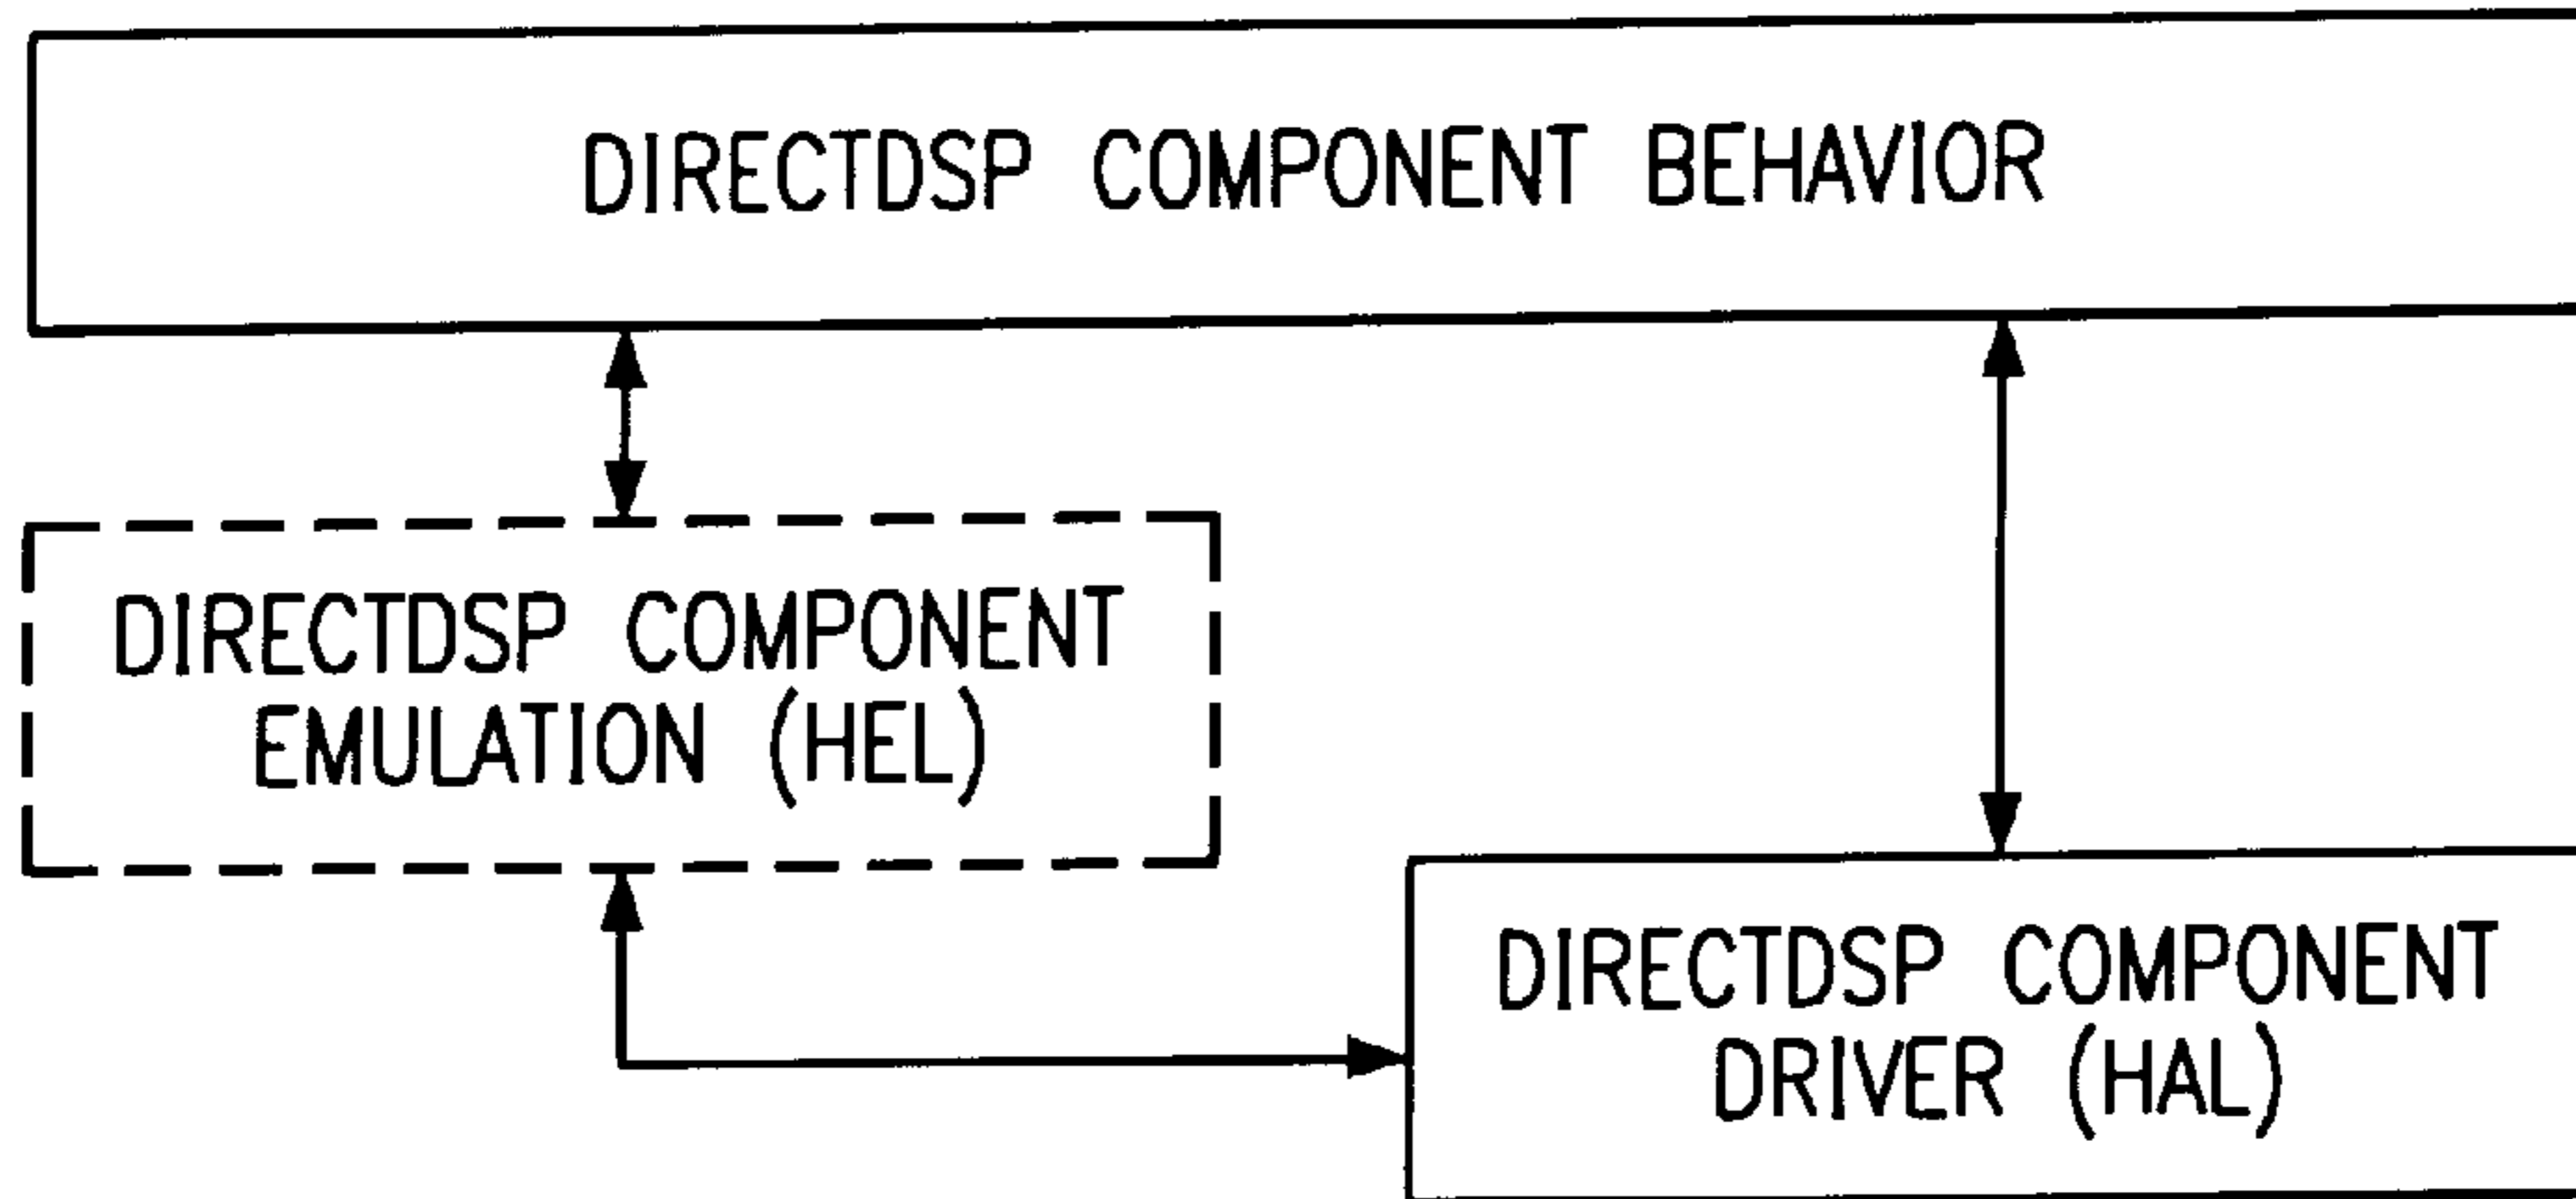 DIRECTDSP COMPONENT BEHAVIOR
DIRECTDSP COMPONENT
EMULATION (HEL)
DIRECTDSP COMPONENT
DRIVER (HAL)